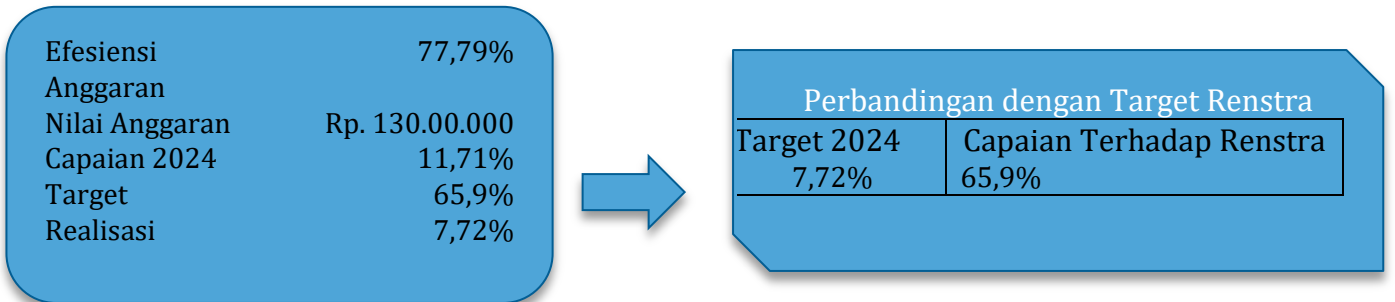 Efesiensi 77,79%
Anggaran
Nilai Anggaran Rp. 130.00.000
Capaian 2024 11,71%
Target 65,9%
Realisasi 7,72%
Perbandingan dengan Target Renstra
Target 2024 Capaian Terhadap Renstra
7,72% 65,9%